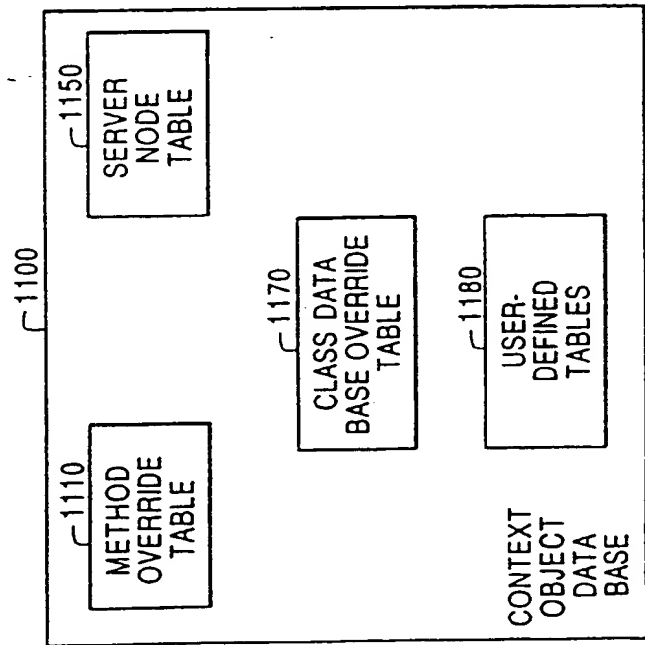 1100
1110
METHOD
OVERRIDE
TABLE
1150
SERVER
NODE
TABLE
1170
CLASS DATA
BASE OVERRIDE
TABLE
1180
USER-
DEFINED
TABLES
CONTEXT
OBJECT
DATA
BASE